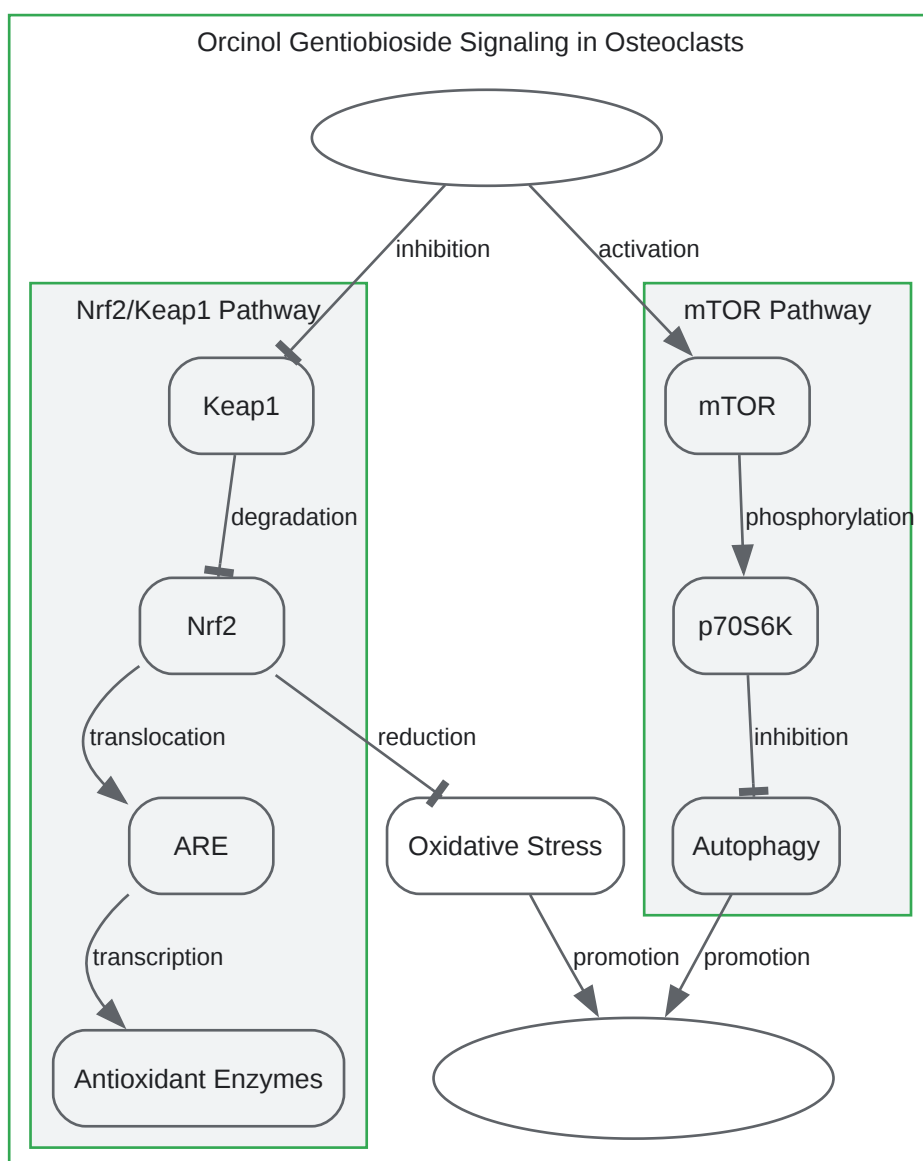 Orcinol Gentiobioside Signaling in Osteoclasts
inhibition
activation
Nrf2/Keap1 Pathway
mTOR Pathway
Keap1
mTOR
degradation
phosphorylation
Nrf2
p70S6K
translocation
reduction
inhibition
ARE
Oxidative Stress
Autophagy
transcription
promotion
promotion
Antioxidant Enzymes